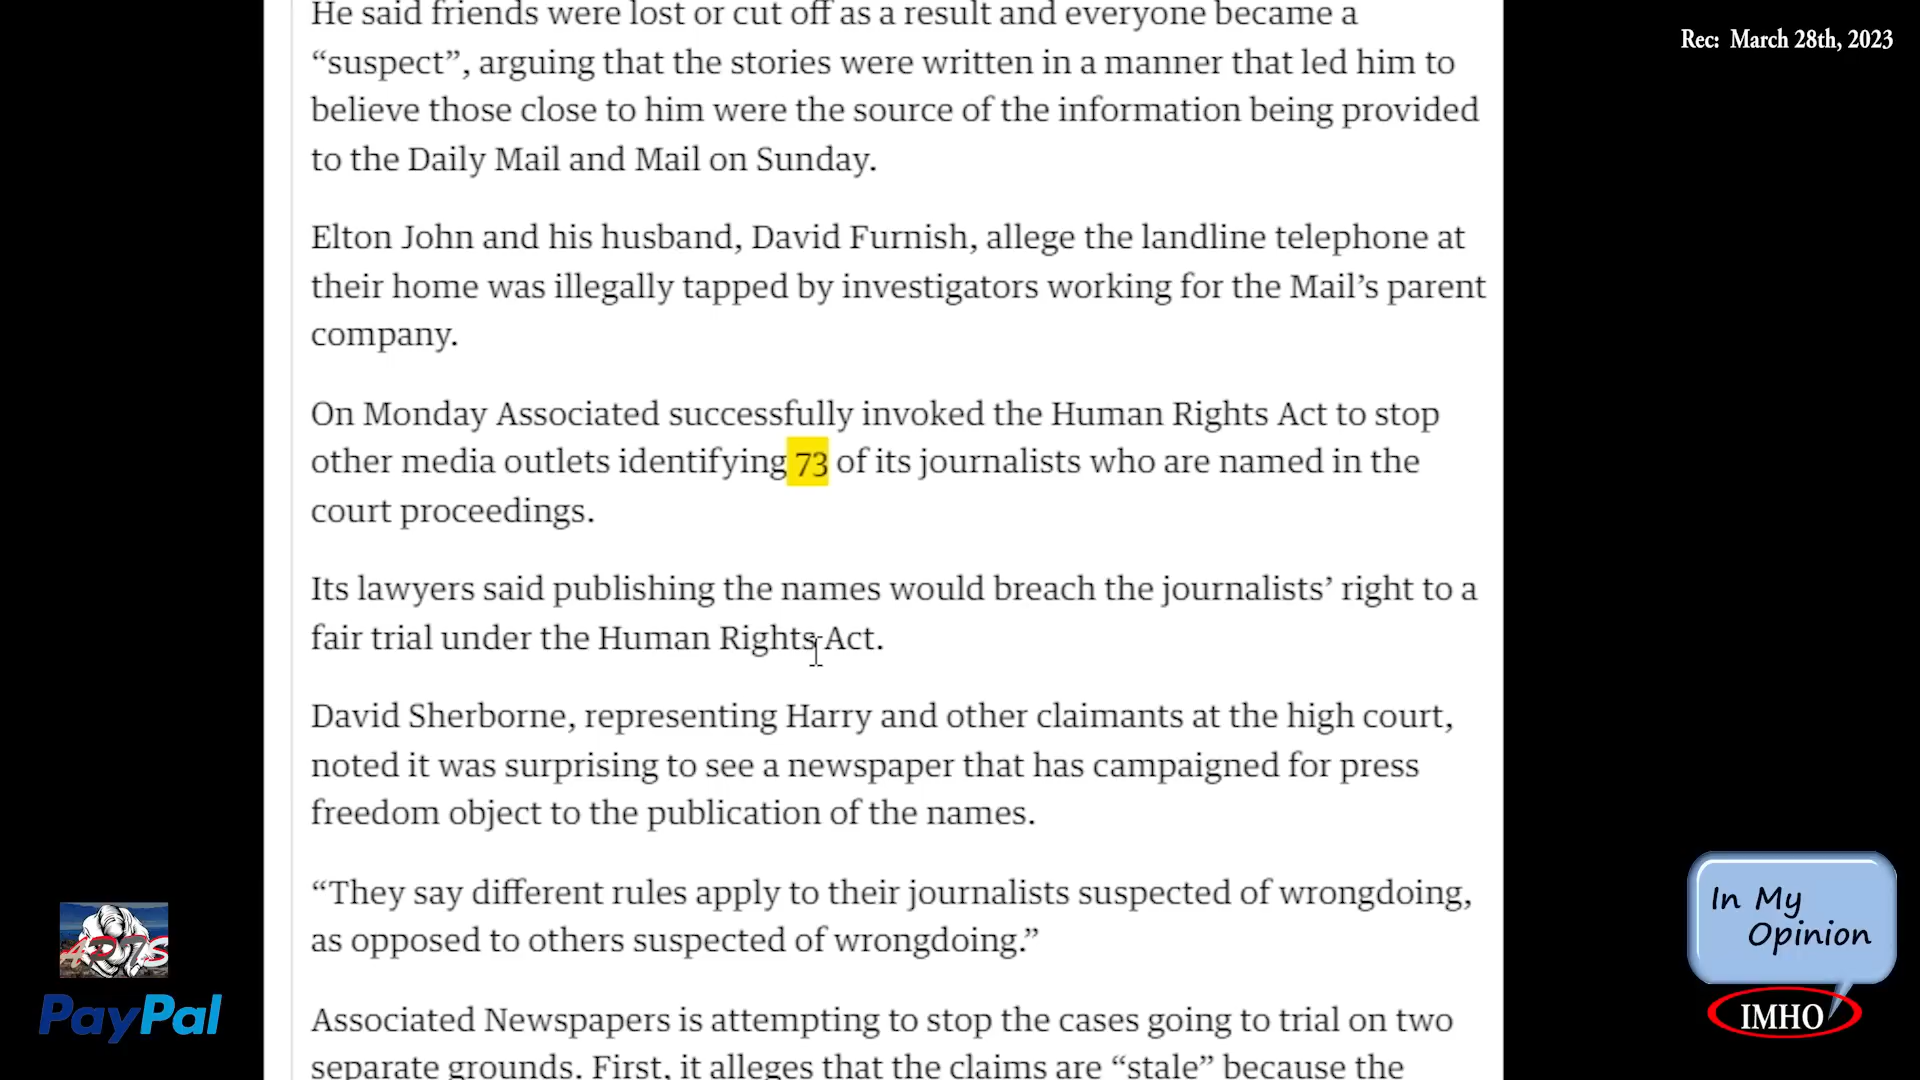 He said friends were lost or cut off as a result and everyone became a
“suspect”, arguing that the stories were written in a manner that led him to
believe those close to him were the source of the information being provided
to the Daily Mail and Mail on Sunday.
Elton John and his husband, David Furnish, allege the landline telephone at
their home was illegally tapped by investigators working for the Mail’s parent
company.
On Monday Associated successfully invoked the Human Rights Act to stop
other media outlets identifying 73 of its journalists who are named in the
court proceedings.
Its lawyers said publishing the names would breach the journalists’ right to a
fair trial under the Human Rights Act.
David Sherborne, representing Harry and other claimants at the high court,
noted it was surprising to see a newspaper that has campaigned for press
freedom object to the publication of the names.
“They say different rules apply to their journalists suspected of wrongdoing,
as opposed to others suspected of wrongdoing.”
Associated Newspapers is attempting to stop the cases going to trial on two
separate grounds. First, it alleges that the claims are “stale” because the
Rec: March 28th, 2023
PayPal
In My
Opinion
IMHO